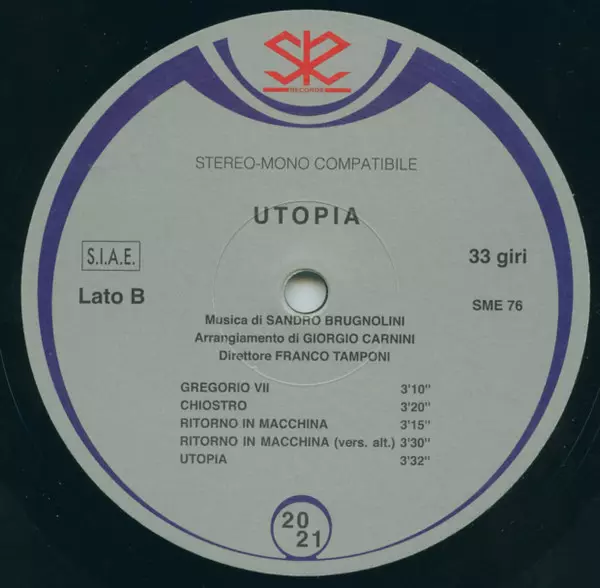 RECORDS
STEREO-MONO COMPATIBILE
UTOPIA
S.I.A.E.
33 giri
Lato B
SME 76
Musica di SANDRO BRUGNOLINI
Arrangiamento di GIORGIO CARNINI
Direttore FRANCO TAMPONI
GREGORIO VII 3'10"
CHIOSTRO 3'20"
RITORNO IN MACCHINA 3'15"
RITORNO IN MACCHINA (vers. alt.) 3'30"
UTOPIA 3'32"
20
21